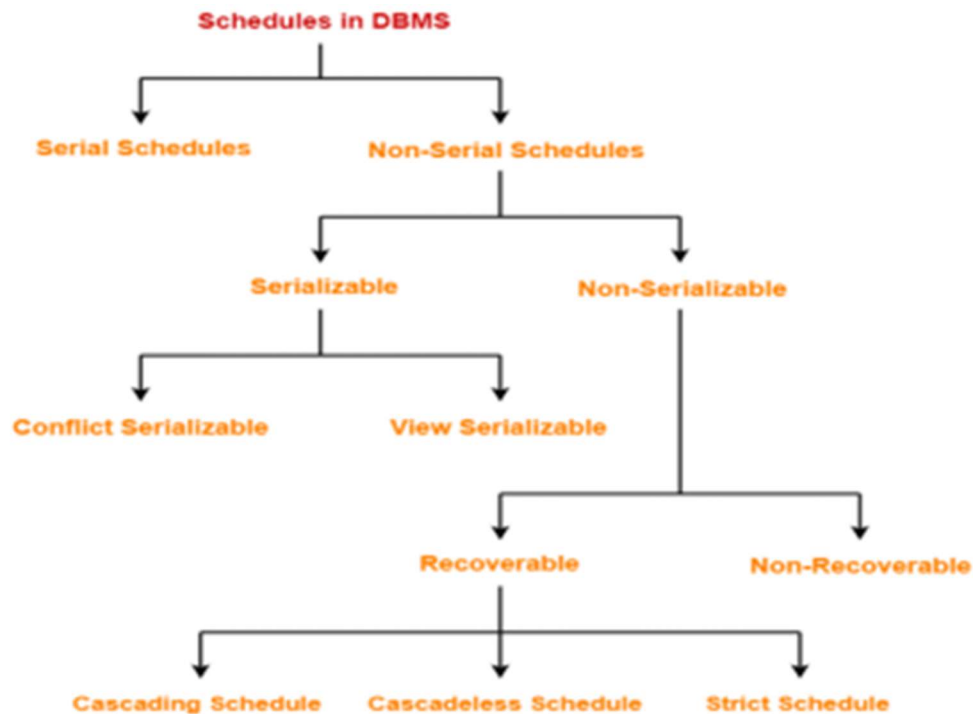 Schedules in DBMS
Serial Schedules
Non-Serial Schedules
Serializable
Non-Serializable
Conflict Serializable
View Serializable
Recoverable
Non-Recoverable
Cascading Schedule
Cascadeless Schedule
Strict Schedule